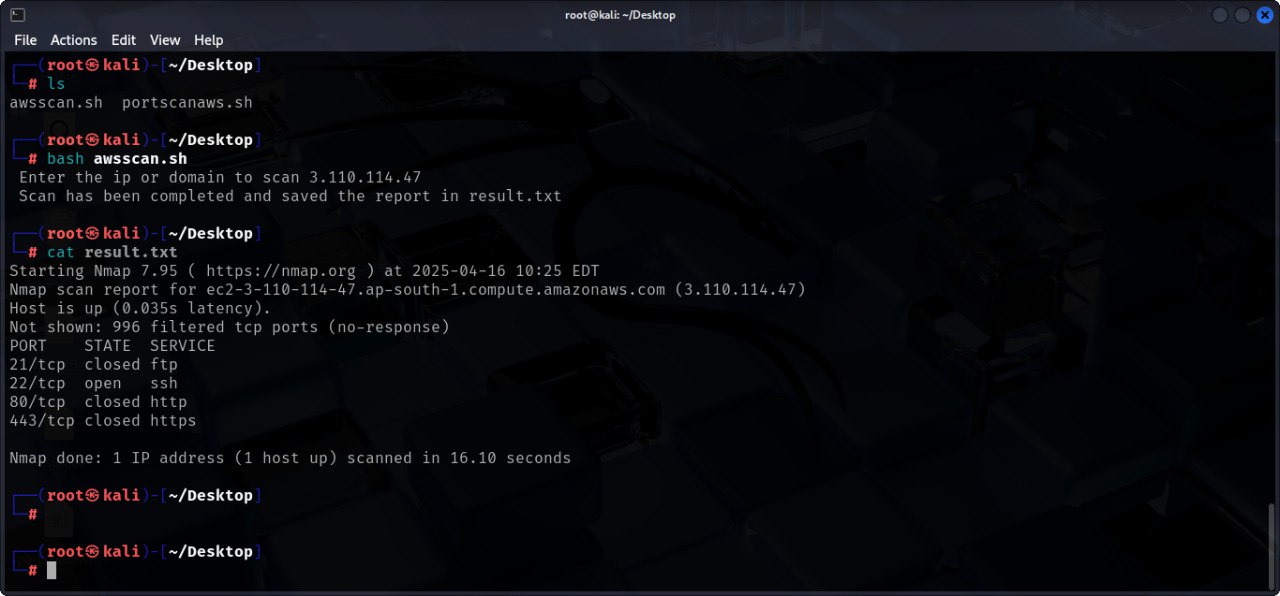 root@kali: ~/Desktop
File Actions Edit View Help
┌──(root㉿kali)-[~/Desktop]
└─# ls
awsscan.sh  portscanaws.sh
┌──(root㉿kali)-[~/Desktop]
└─# bash awsscan.sh
Enter the ip or domain to scan 3.110.114.47
Scan has been completed and saved the report in result.txt
┌──(root㉿kali)-[~/Desktop]
└─# cat result.txt
Starting Nmap 7.95 ( https://nmap.org ) at 2025-04-16 10:25 EDT
Nmap scan report for ec2-3-110-114-47.ap-south-1.compute.amazonaws.com (3.110.114.47)
Host is up (0.035s latency).
Not shown: 996 filtered tcp ports (no-response)
PORT    STATE  SERVICE
21/tcp  closed ftp
22/tcp  open   ssh
80/tcp  closed http
443/tcp closed https
Nmap done: 1 IP address (1 host up) scanned in 16.10 seconds
┌──(root㉿kali)-[~/Desktop]
└─#
┌──(root㉿kali)-[~/Desktop]
└─#